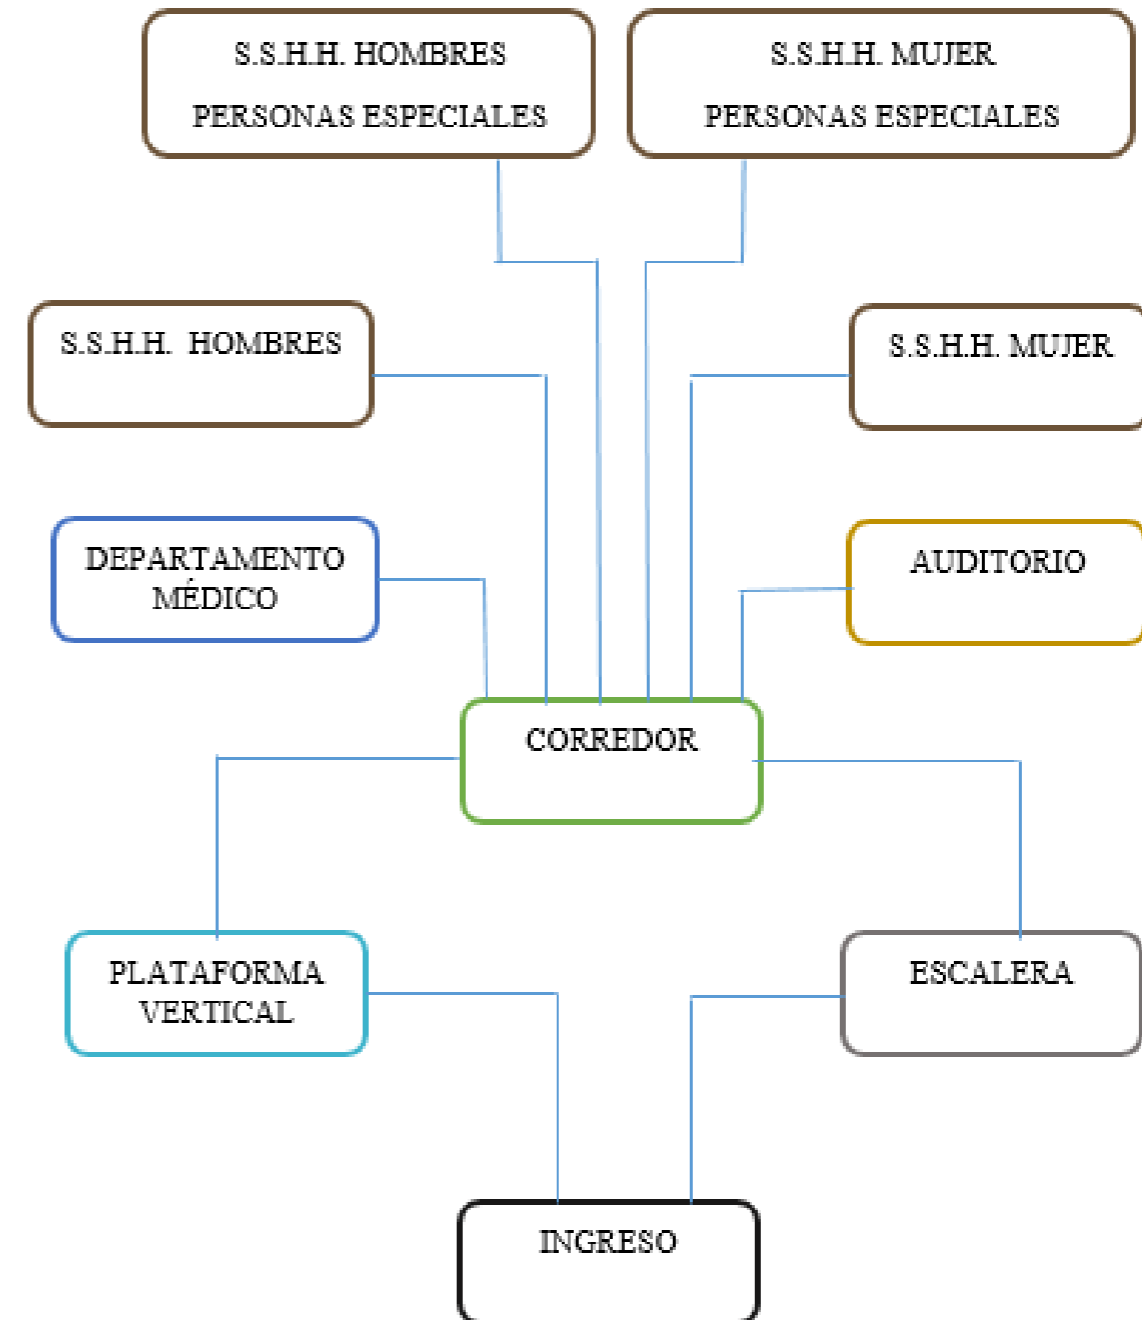 S.S.H.H. HOMBRES
PERSONAS ESPECIALES
S.S.H.H. MUJER
PERSONAS ESPECIALES
S.S.H.H. HOMBRES
S.S.H.H. MUJER
DEPARTAMENTO
MÉDICO
AUDITORIO
CORREDOR
PLATAFORMA
VERTICAL
ESCALERA
INGRESO